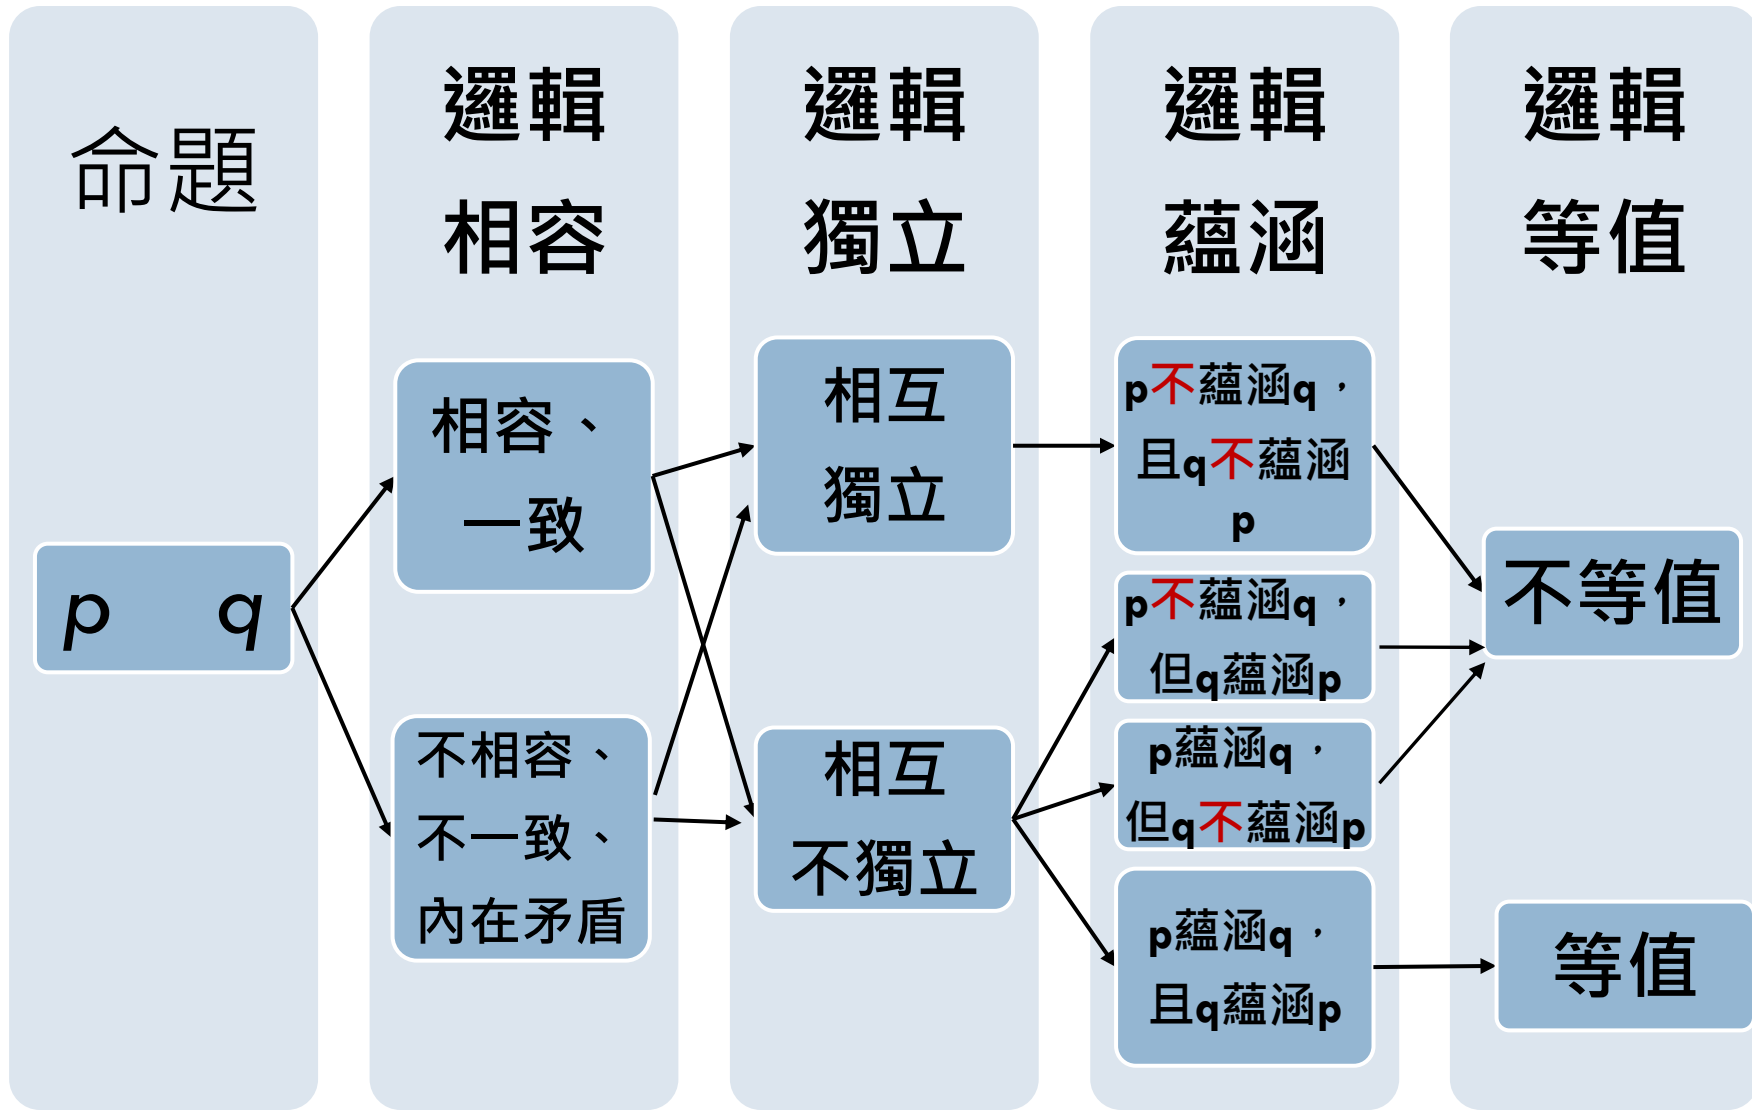 命題
邏輯
相容
邏輯
獨立
邏輯
蘊涵
邏輯
等值
p q
相容、
一致
不相容、
不一致、
內在矛盾
相互
獨立
相互
不獨立
p不蘊涵q，
且q不蘊涵
p
p不蘊涵q，
但q蘊涵p
p蘊涵q，
但q不蘊涵p
p蘊涵q，
且q蘊涵p
不等值
等值